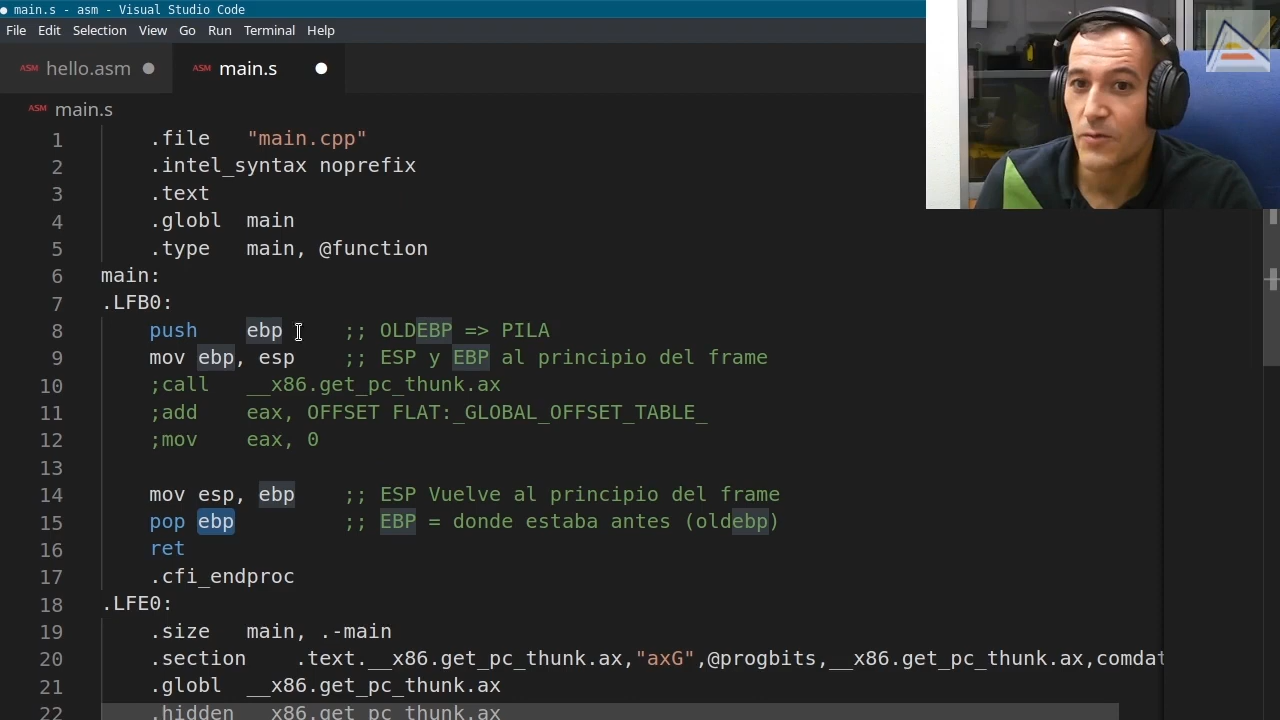 ● main.s - asm - Visual Studio Code
File Edit Selection View Go Run Terminal Help
ASM hello.asm ● ASM main.s ●
ASM main.s
1 .file "main.cpp"
2 .intel_syntax noprefix
3 .text
4 .globl main
5 .type main, @function
6 main:
7 .LFB0:
8 push ebp ;; OLDEBP => PILA
9 mov ebp, esp ;; ESP y EBP al principio del frame
10 ;call __x86.get_pc_thunk.ax
11 ;add eax, OFFSET FLAT:_GLOBAL_OFFSET_TABLE_
12 ;mov eax, 0
13
14 mov esp, ebp ;; ESP Vuelve al principio del frame
15 pop ebp ;; EBP = donde estaba antes (oldebp)
16 ret
17 .cfi_endproc
18 .LFE0:
19 .size main, .-main
20 .section .text.__x86.get_pc_thunk.ax,"axG",@progbits,__x86.get_pc_thunk.ax,comdat
21 .globl __x86.get_pc_thunk.ax
22 .hidden __x86.get_pc_thunk.ax